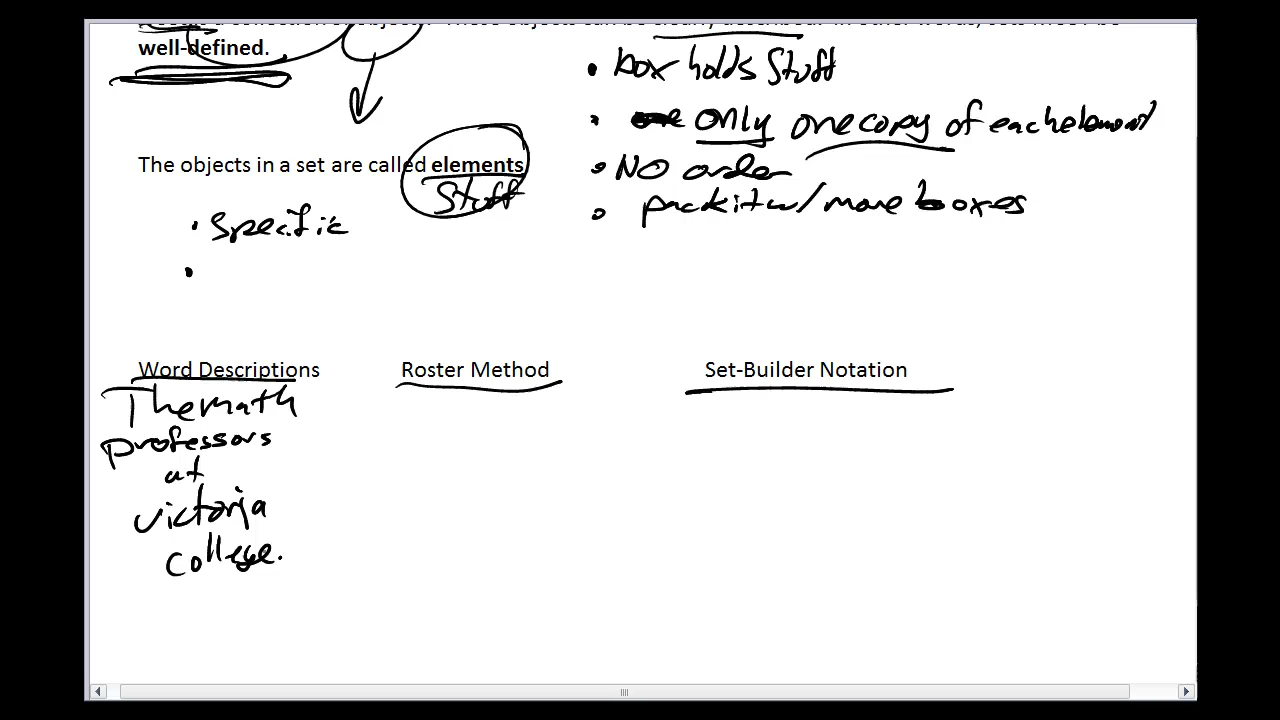 well-defined.
• box holds Stuff
• only one copy of each element
The objects in a set are called elements
Stuff
• NO order
• pack it w/ more boxes
• Specific
•
Word Descriptions Roster Method Set-Builder Notation
The math
professors
at
victoria
college.